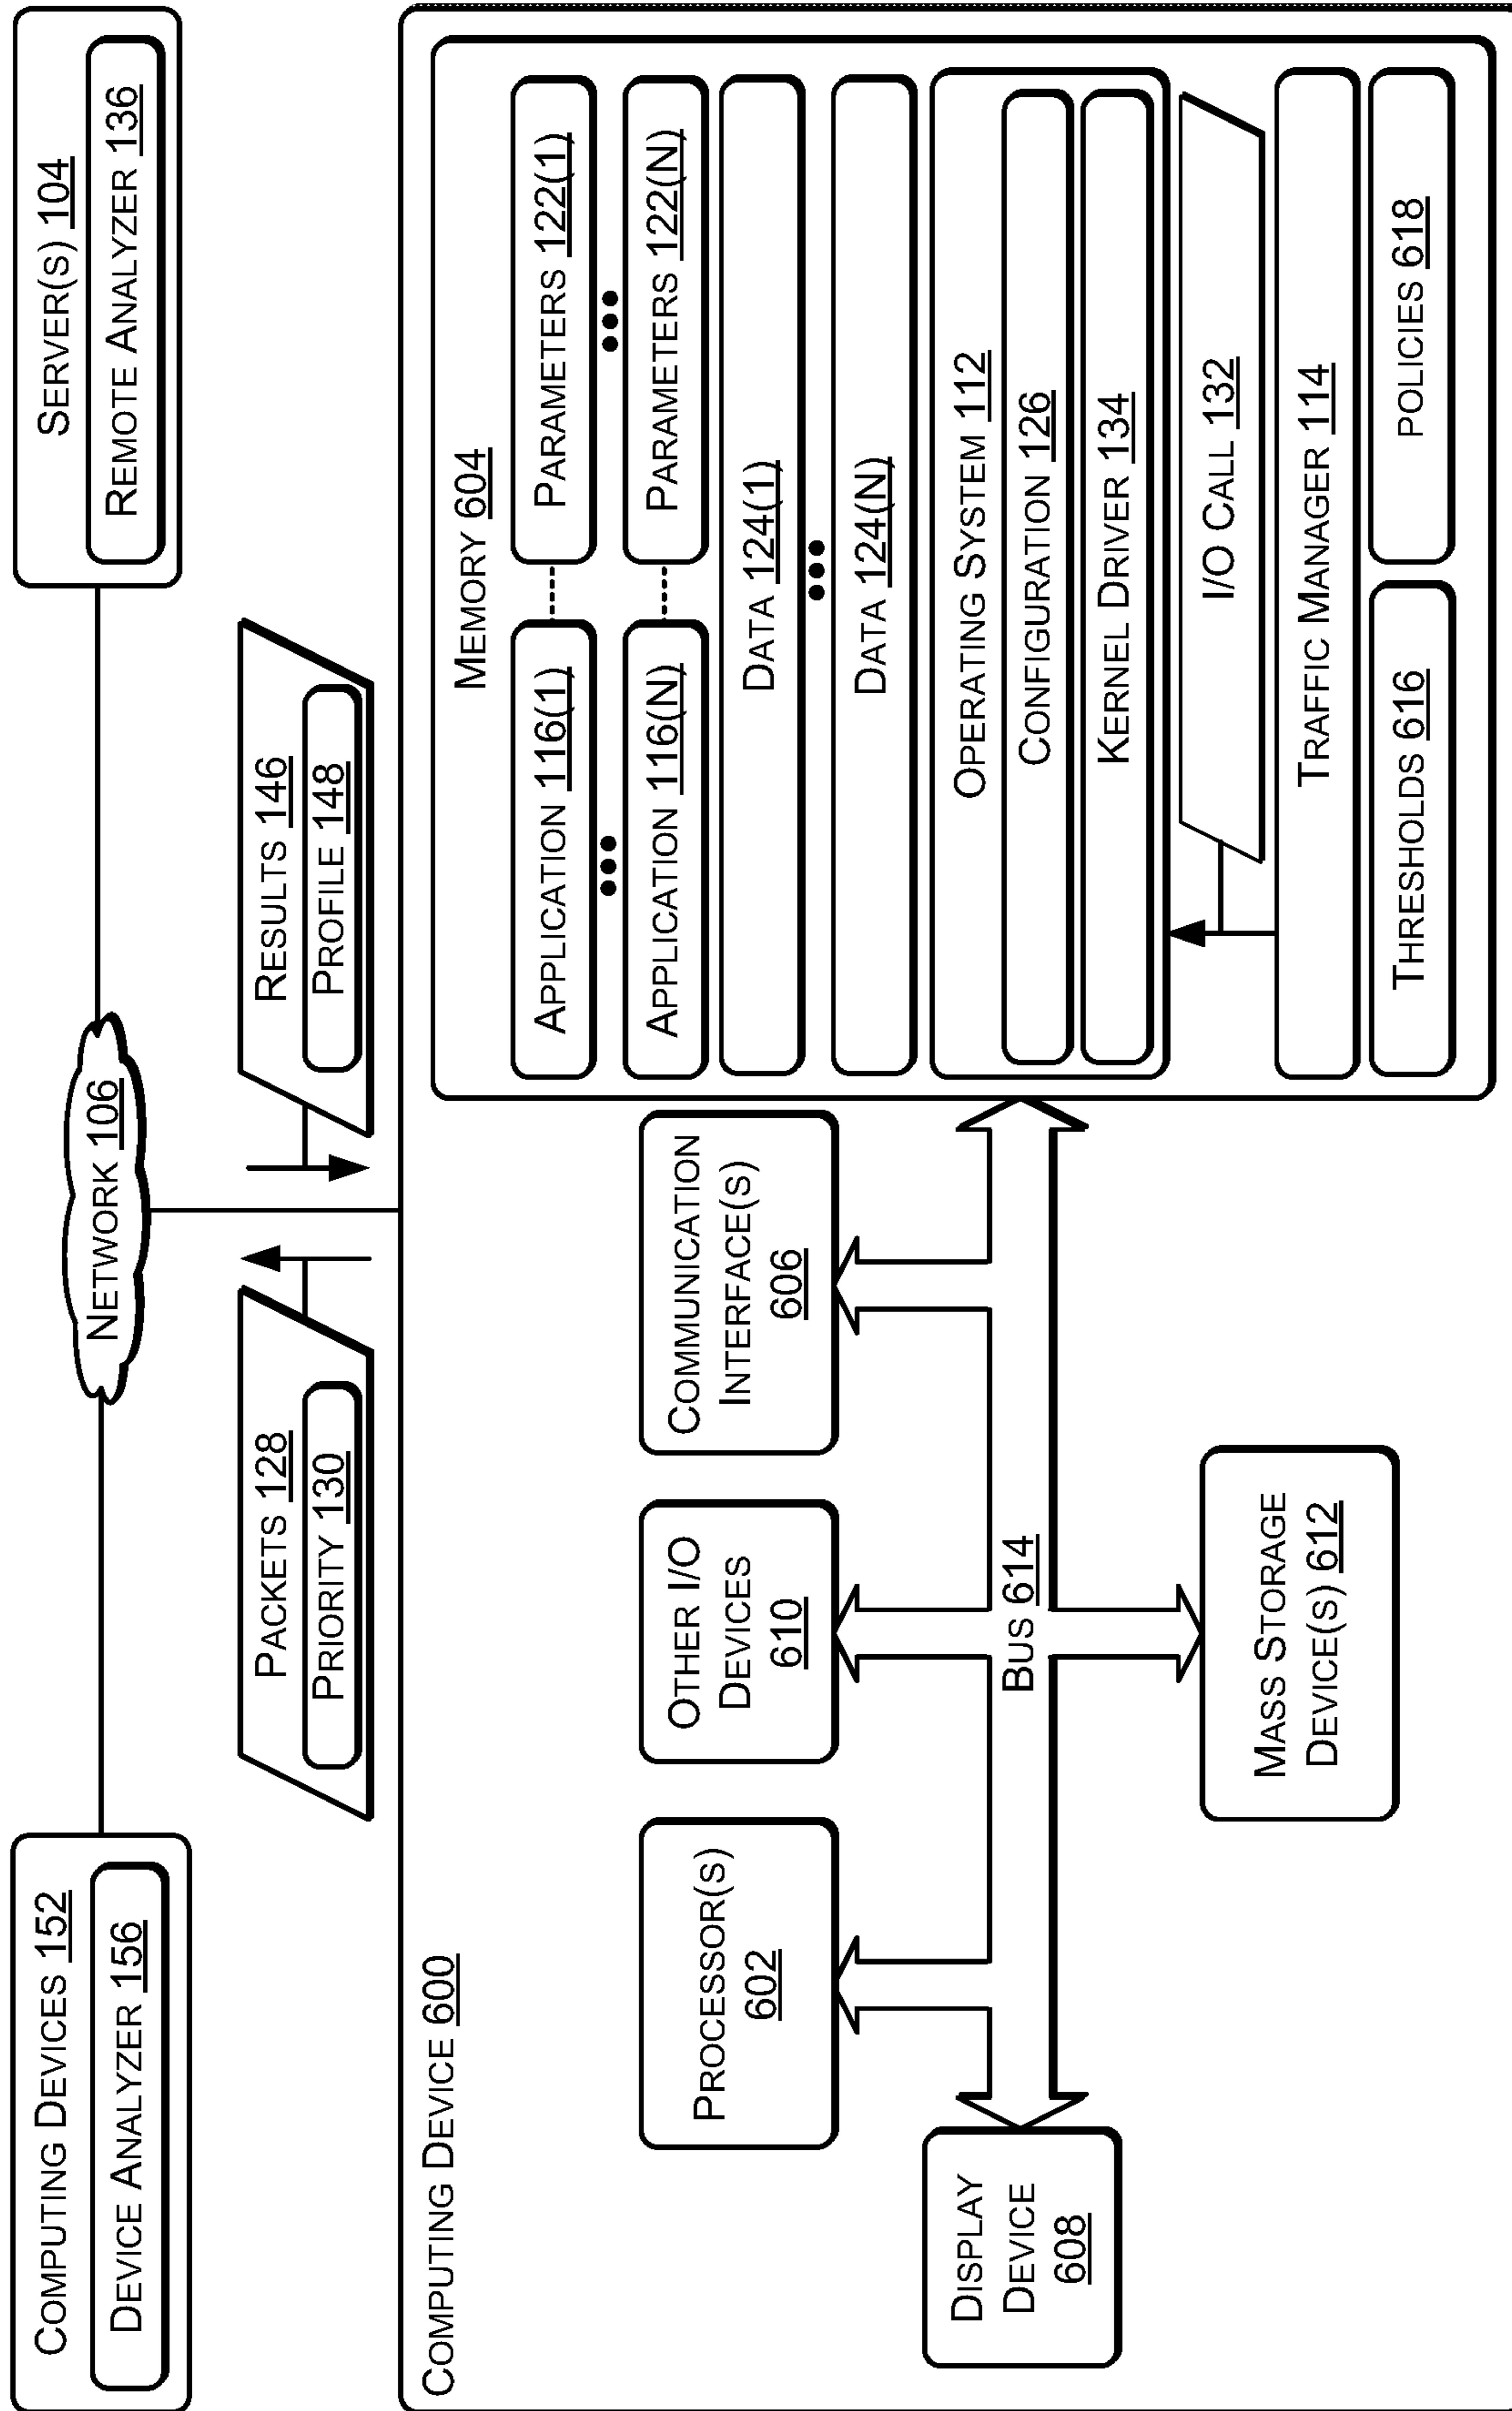 COMPUTING DEVICES 152
DEVICE ANALYZER 156
NETWORK 106
SERVER(S) 104
REMOTE ANALYZER 136
PACKETS 128
PRIORITY 130
RESULTS 146
PROFILE 148
COMPUTING DEVICE 600
PROCESSOR(S)
602
OTHER I/O
DEVICES
610
COMMUNICATION
INTERFACE(S)
606
DISPLAY
DEVICE
608
BUS 614
MASS STORAGE
DEVICE(S) 612
MEMORY 604
APPLICATION 116(1)
PARAMETERS 122(1)
APPLICATION 116(N)
PARAMETERS 122(N)
DATA 124(1)
DATA 124(N)
OPERATING SYSTEM 112
CONFIGURATION 126
KERNEL DRIVER 134
I/O CALL 132
TRAFFIC MANAGER 114
THRESHOLDS 616
POLICIES 618